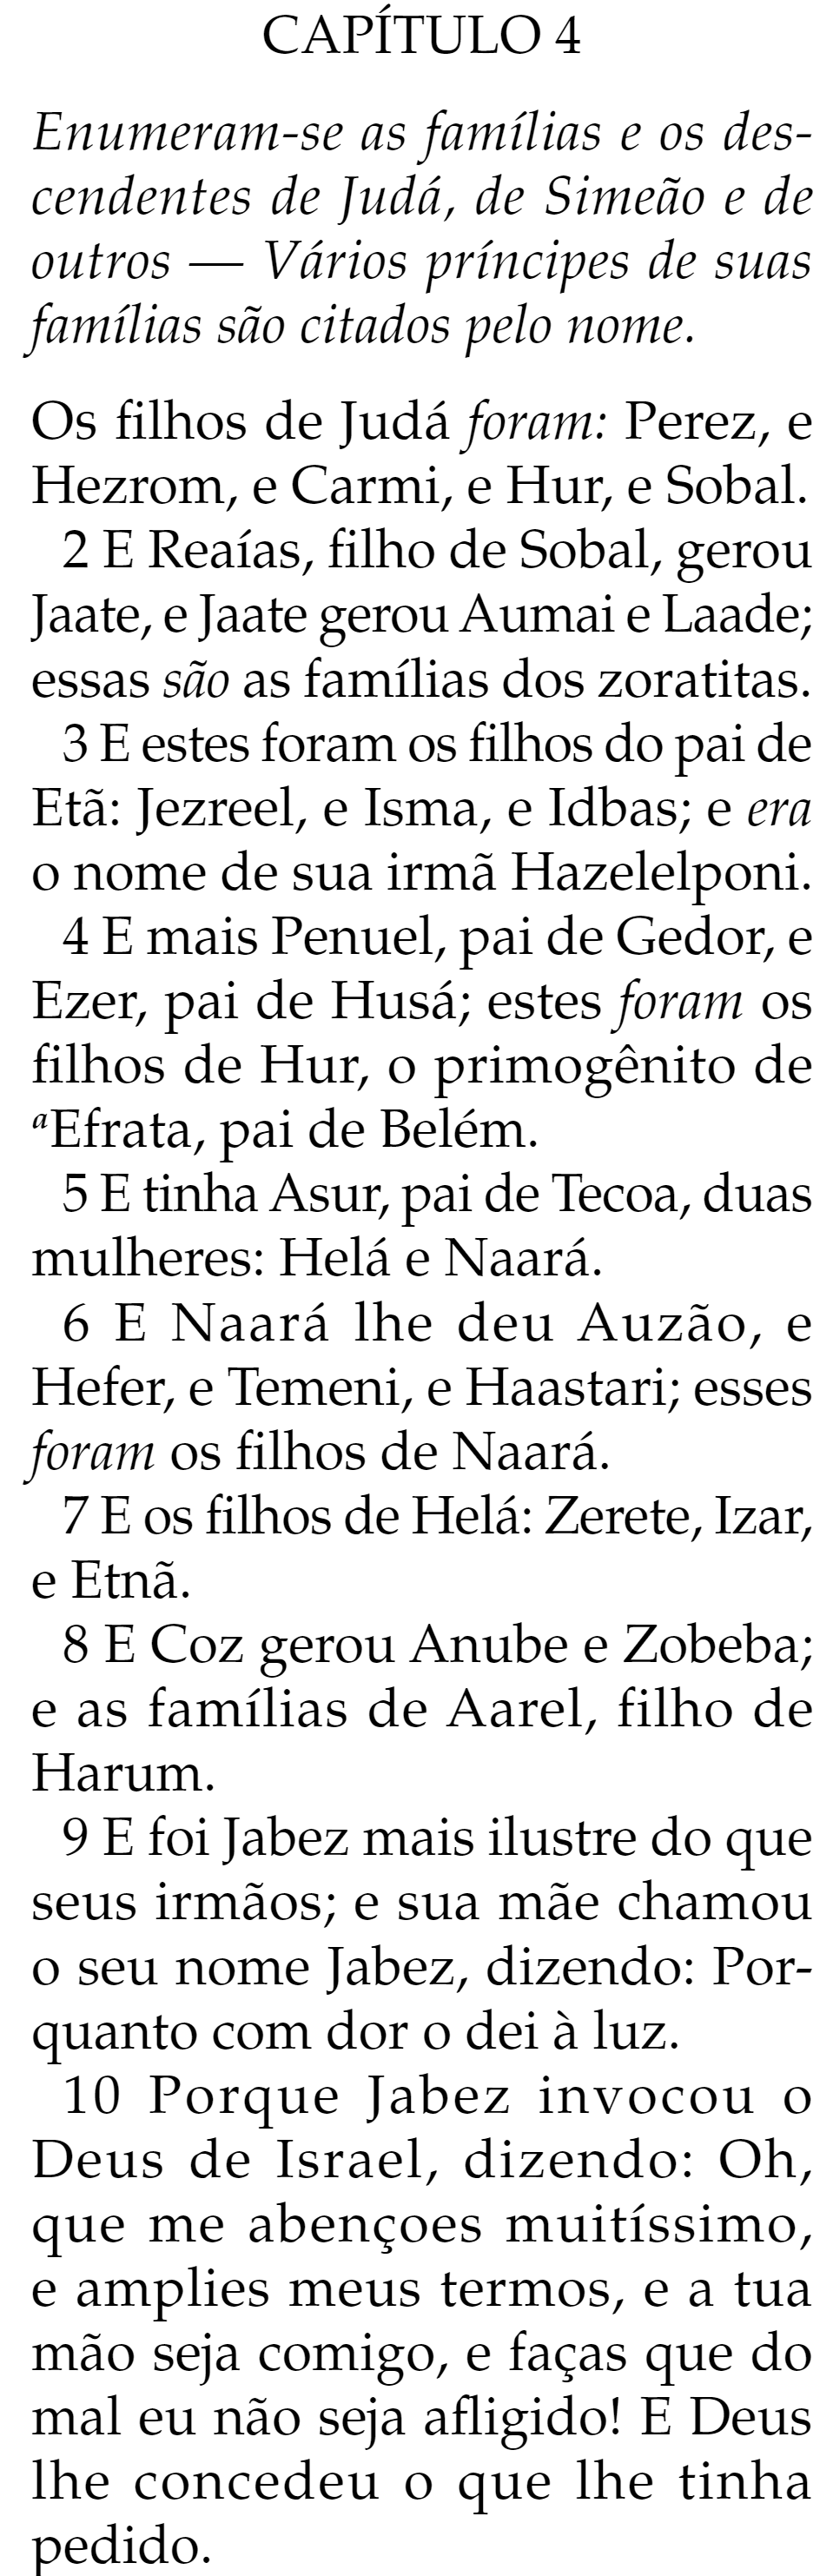 CAPÍTULO 4
Enumeram-se as famílias e os des-
cendentes de Judá, de Simeão e de
outros — Vários príncipes de suas
famílias são citados pelo nome.
Os filhos de Judá foram: Perez, e
Hezrom, e Carmi, e Hur, e Sobal.
2 E Reaías, filho de Sobal, gerou
Jaate, e Jaate gerou Aumai e Laade;
essas são as famílias dos zoratitas.
3 E estes foram os filhos do pai de
Etã: Jezreel, e Isma, e Idbas; e era
o nome de sua irmã Hazelelponi.
4 E mais Penuel, pai de Gedor, e
Ezer, pai de Husá; estes foram os
filhos de Hur, o primogênito de
aEfrata, pai de Belém.
5 E tinha Asur, pai de Tecoa, duas
mulheres: Helá e Naará.
6 E Naará lhe deu Auzão, e
Hefer, e Temeni, e Haastari; esses
foram os filhos de Naará.
7 E os filhos de Helá: Zerete, Izar,
e Etnã.
8 E Coz gerou Anube e Zobeba;
e as famílias de Aarel, filho de
Harum.
9 E foi Jabez mais ilustre do que
seus irmãos; e sua mãe chamou
o seu nome Jabez, dizendo: Por-
quanto com dor o dei à luz.
10 Porque Jabez invocou o
Deus de Israel, dizendo: Oh,
que me abençoes muitíssimo,
e amplies meus termos, e a tua
mão seja comigo, e faças que do
mal eu não seja afligido! E Deus
lhe concedeu o que lhe tinha
pedido.